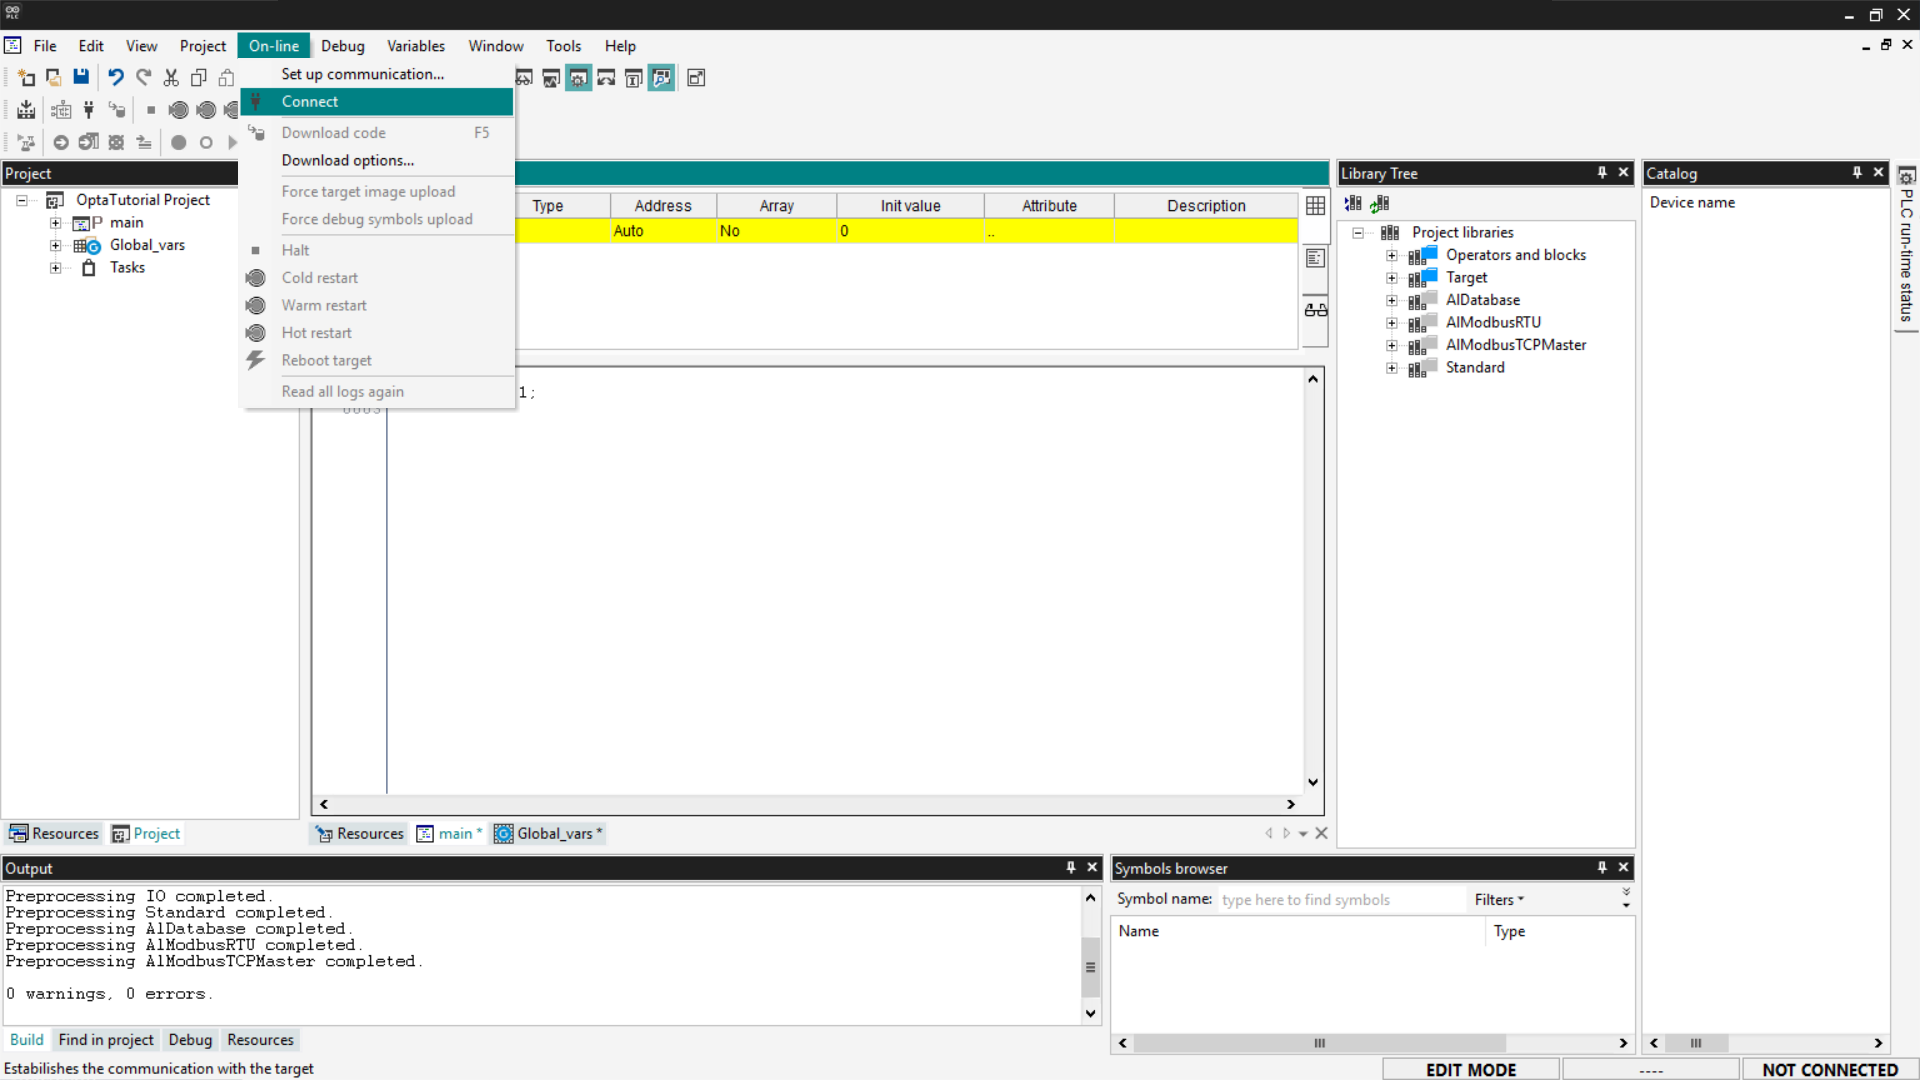 PLC
File Edit View Project On-line Debug Variables Window Tools Help
Set up communication...
Connect
Download code F5
Download options...
Force target image upload
Force debug symbols upload
Halt
Cold restart
Warm restart
Hot restart
Reboot target
Read all logs again
Project
OptaTutorial Project
main
Global_vars
Tasks
Type Address Array Init value Attribute Description
Auto No 0 ..
1;
0003
Library Tree
Project libraries
Operators and blocks
Target
AlDatabase
AlModbusRTU
AlModbusTCPMaster
Standard
Catalog
Device name
PLC run-time status
Resources Project
Resources main * Global_vars *
Output
Preprocessing IO completed.
Preprocessing Standard completed.
Preprocessing AlDatabase completed.
Preprocessing AlModbusRTU completed.
Preprocessing AlModbusTCPMaster completed.
0 warnings, 0 errors.
Build Find in project Debug Resources
Symbols browser
Symbol name: type here to find symbols Filters
Name Type
Estabilishes the communication with the target
EDIT MODE ---- NOT CONNECTED